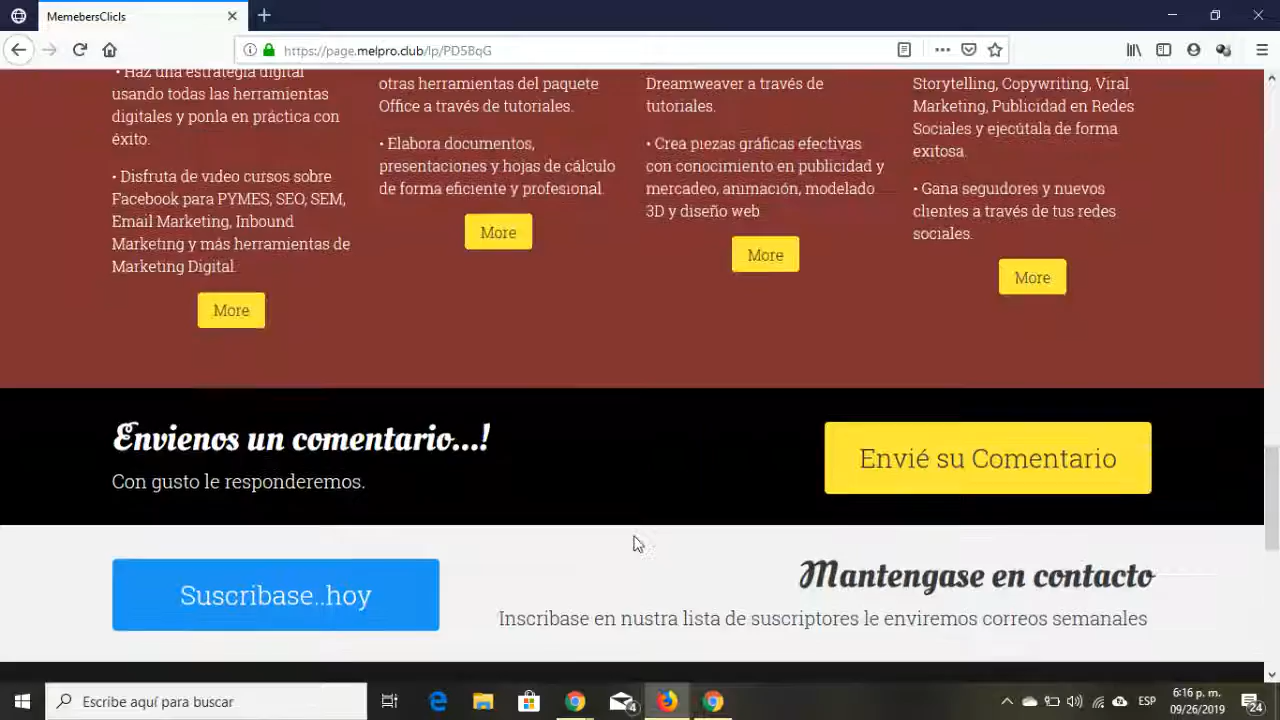 MemebersClicls
https://page.melpro.club/lp/PD5BqG
• Haz una estrategia digital
usando todas las herramientas
digitales y ponla en práctica con
éxito.
• Disfruta de video cursos sobre
Facebook para PYMES, SEO, SEM,
Email Marketing, Inbound
Marketing y más herramientas de
Marketing Digital.
More
otras herramientas del paquete
Office a través de tutoriales.
• Elabora documentos,
presentaciones y hojas de cálculo
de forma eficiente y profesional.
More
Dreamweaver a través de
tutoriales.
• Crea piezas gráficas efectivas
con conocimiento en publicidad y
mercadeo, animación, modelado
3D y diseño web
More
Storytelling, Copywriting, Viral
Marketing, Publicidad en Redes
Sociales y ejecútala de forma
exitosa.
• Gana seguidores y nuevos
clientes a través de tus redes
sociales.
More
Envienos un comentario...!
Con gusto le responderemos.
Envié su Comentario
Suscribase..hoy
Mantengase en contacto
Inscribase en nustra lista de suscriptores le enviremos correos semanales
Escribe aquí para buscar
4
ESP
6:16 p. m.
09/26/2019
24